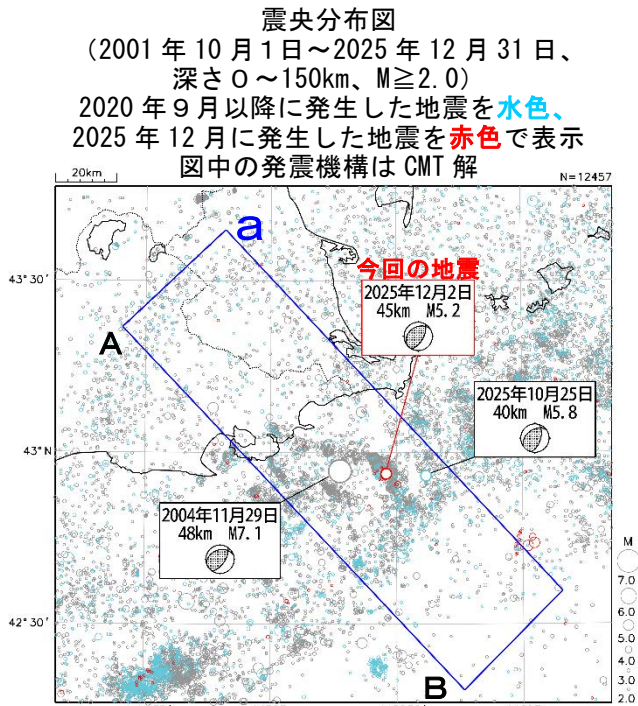 震央分布図
（2001 年 10 月１日～2025 年 12 月 31 日、
深さ０～150km、M≧2.0）
2020 年９月以降に発生した地震を水色、
2025 年 12 月に発生した地震を赤色で表示
図中の発震機構は CMT 解
20km
N=12457
a
43°30′
今回の地震
2025年12月2日
45km M5.2
A
2025年10月25日
40km M5.8
43°N
2004年11月29日
48km M7.1
M
7.0
6.0
5.0
4.0
3.0
2.0
42°30′
B